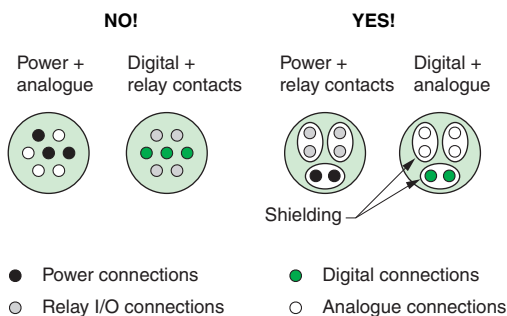 NO!
YES!
Power +
analogue
Digital +
relay contacts
Power +
relay contacts
Digital +
analogue
Shielding
Power connections
Digital connections
Relay I/O connections
Analogue connections